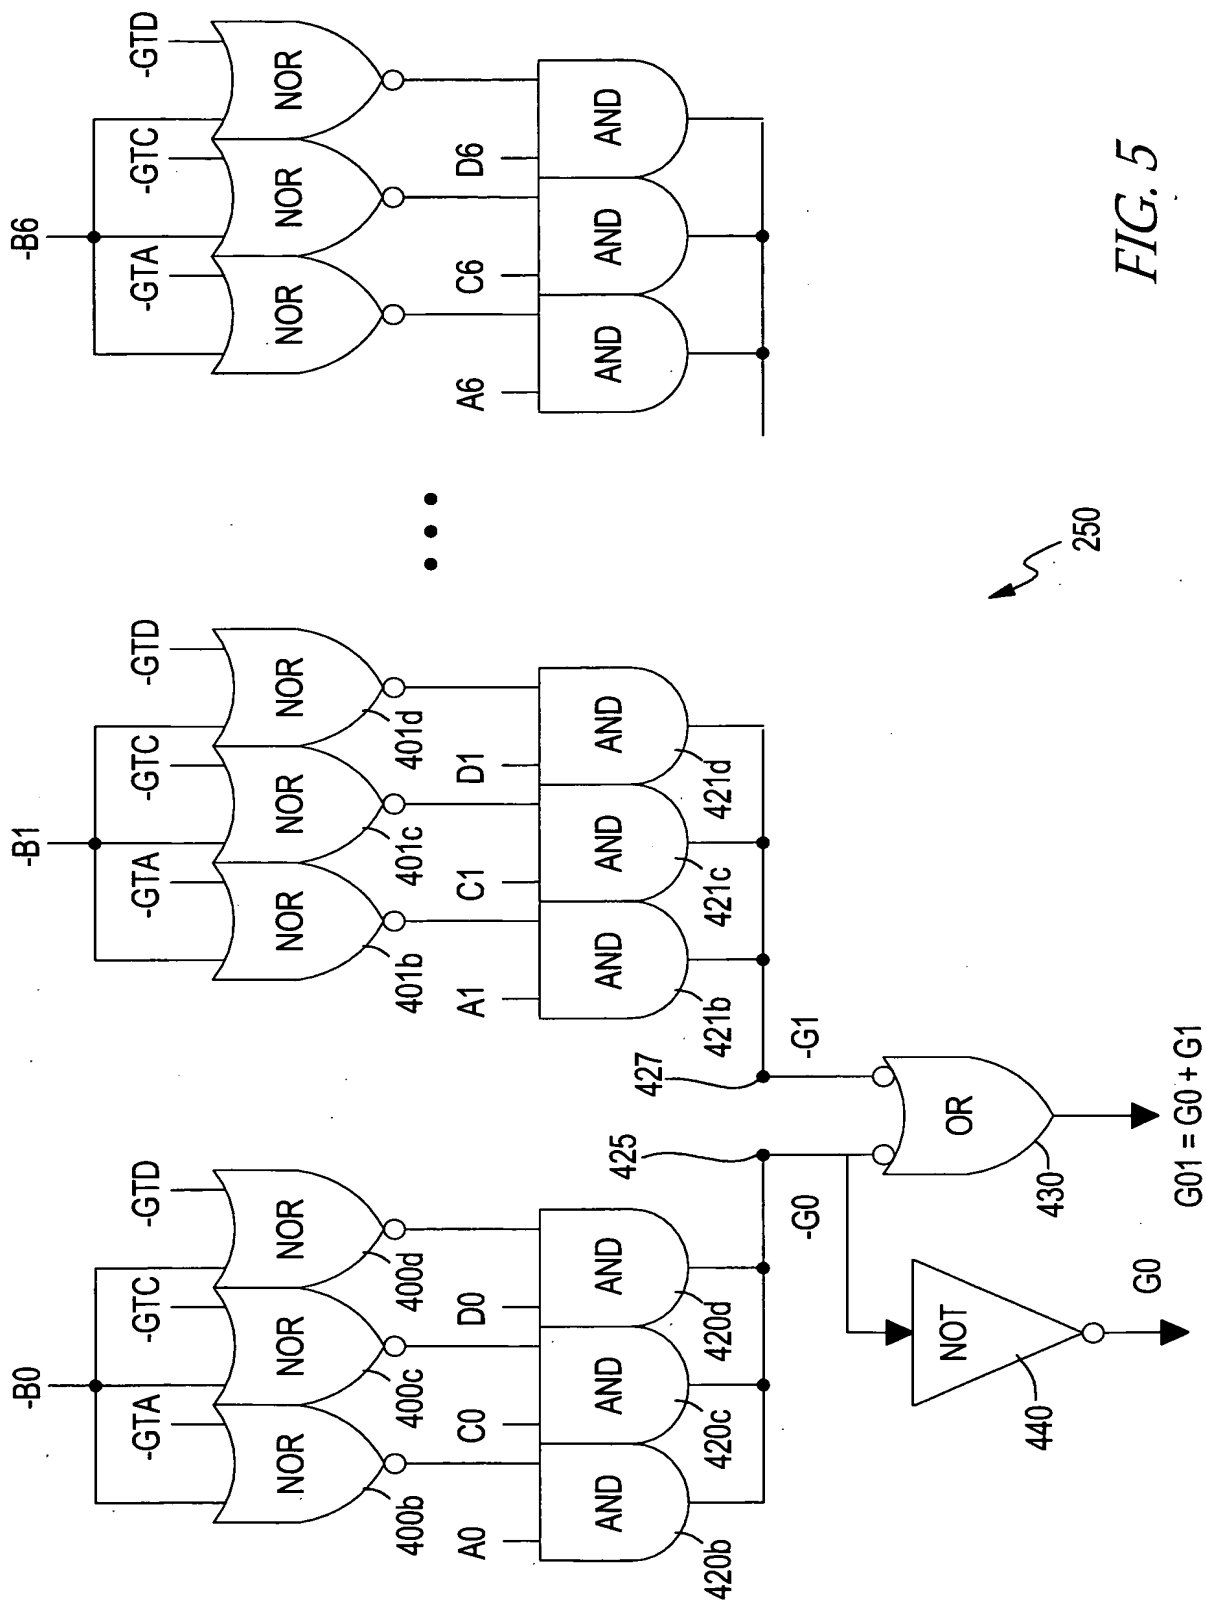 -B0
-GTA
-GTC
-GTD
NOR
NOR
NOR
400b
400c
400d
A0
C0
D0
AND
AND
AND
420b
420c
420d
-B1
-GTA
-GTC
-GTD
NOR
NOR
NOR
401b
401c
401d
A1
C1
D1
AND
AND
AND
421b
421c
421d
-B6
-GTA
-GTC
-GTD
NOR
NOR
NOR
A6
C6
D6
AND
AND
AND
425
427
-G0
-G1
NOT
440
OR
430
G0
G01 = G0 + G1
250
FIG. 5